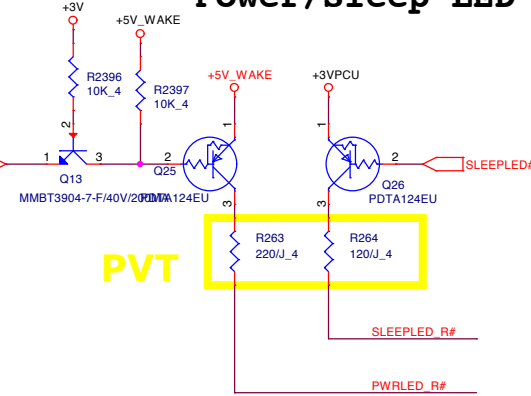 Power/Sleep LED
+3V
+5V_WAKE
R2396
10K_4
R2397
10K_4
+5V_WAKE
+3VPCU
2
1
3
2
1
1
2
Q25
SLEEPLED#
Q13
Q26
MMBT3904-7-F/40V/200MA
PDTA124EU
PDTA124EU
3
3
R263
220/J_4
R264
120/J_4
PVT
SLEEPLED_R#
PWRLED_R#